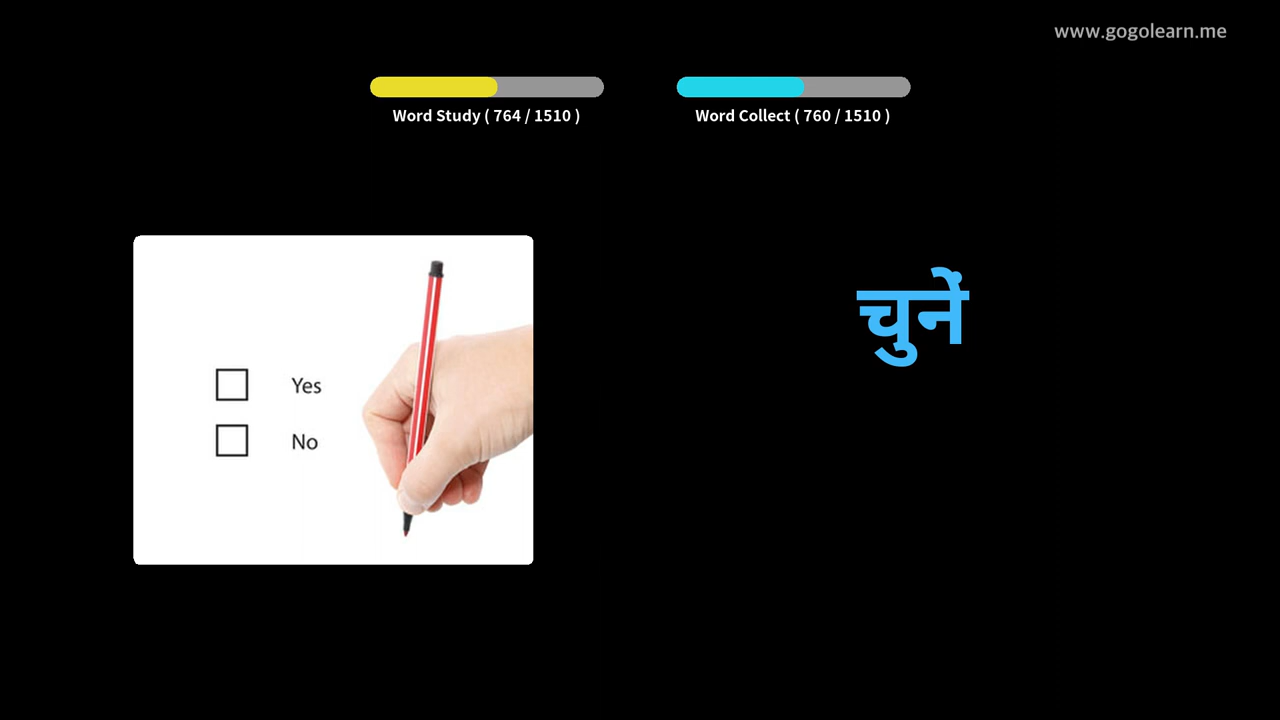 www.gogolearn.me
Word Study ( 764 / 1510 )
Word Collect ( 760 / 1510 )
चुनें
Yes
No